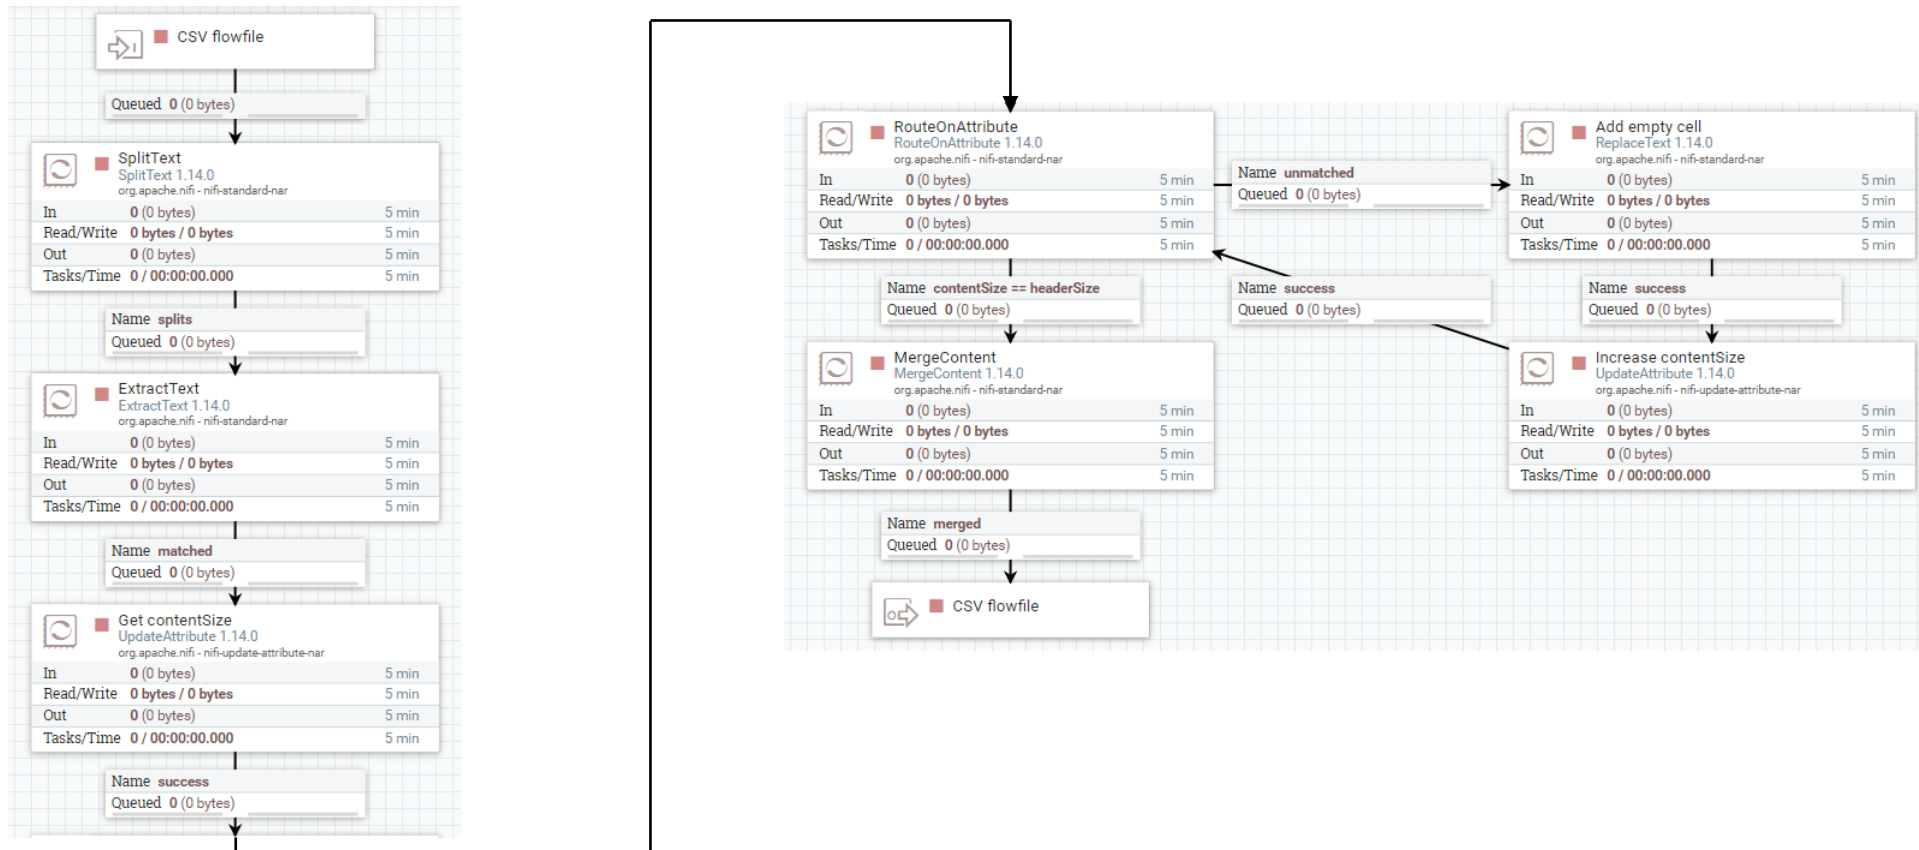 CSV flowfile
Queued 0 (0 bytes)
SplitText
SplitText 1.14.0
org.apache.nifi - nifi-standard-nar
In 0 (0 bytes) 5 min
Read/Write 0 bytes / 0 bytes 5 min
Out 0 (0 bytes) 5 min
Tasks/Time 0 / 00:00:00.000 5 min
Name splits
Queued 0 (0 bytes)
ExtractText
ExtractText 1.14.0
org.apache.nifi - nifi-standard-nar
In 0 (0 bytes) 5 min
Read/Write 0 bytes / 0 bytes 5 min
Out 0 (0 bytes) 5 min
Tasks/Time 0 / 00:00:00.000 5 min
Name matched
Queued 0 (0 bytes)
Get contentSize
UpdateAttribute 1.14.0
org.apache.nifi - nifi-update-attribute-nar
In 0 (0 bytes) 5 min
Read/Write 0 bytes / 0 bytes 5 min
Out 0 (0 bytes) 5 min
Tasks/Time 0 / 00:00:00.000 5 min
Name success
Queued 0 (0 bytes)
RouteOnAttribute
RouteOnAttribute 1.14.0
org.apache.nifi - nifi-standard-nar
In 0 (0 bytes) 5 min
Read/Write 0 bytes / 0 bytes 5 min
Out 0 (0 bytes) 5 min
Tasks/Time 0 / 00:00:00.000 5 min
Name unmatched
Queued 0 (0 bytes)
Add empty cell
ReplaceText 1.14.0
org.apache.nifi - nifi-standard-nar
In 0 (0 bytes) 5 min
Read/Write 0 bytes / 0 bytes 5 min
Out 0 (0 bytes) 5 min
Tasks/Time 0 / 00:00:00.000 5 min
Name contentSize == headerSize
Queued 0 (0 bytes)
Name success
Queued 0 (0 bytes)
Name success
Queued 0 (0 bytes)
MergeContent
MergeContent 1.14.0
org.apache.nifi - nifi-standard-nar
In 0 (0 bytes) 5 min
Read/Write 0 bytes / 0 bytes 5 min
Out 0 (0 bytes) 5 min
Tasks/Time 0 / 00:00:00.000 5 min
Increase contentSize
UpdateAttribute 1.14.0
org.apache.nifi - nifi-update-attribute-nar
In 0 (0 bytes) 5 min
Read/Write 0 bytes / 0 bytes 5 min
Out 0 (0 bytes) 5 min
Tasks/Time 0 / 00:00:00.000 5 min
Name merged
Queued 0 (0 bytes)
CSV flowfile